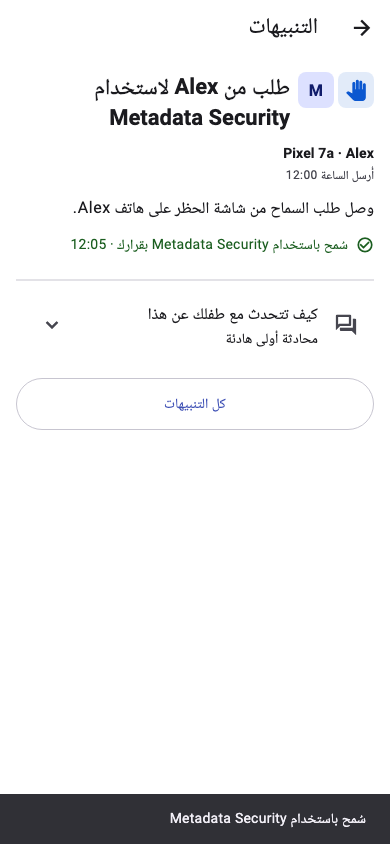 التنبيهات
M
طلب من Alex لاستخدام
Metadata Security
Pixel 7a · Alex
أرسل الساعة 12:00
وصل طلب السماح من شاشة الحظر على هاتف Alex.
سُمح باستخدام Metadata Security بقرارك · 12:05
كيف تتحدث مع طفلك عن هذا
محادثة أولى هادئة
كل التنبيهات
سُمح باستخدام Metadata Security